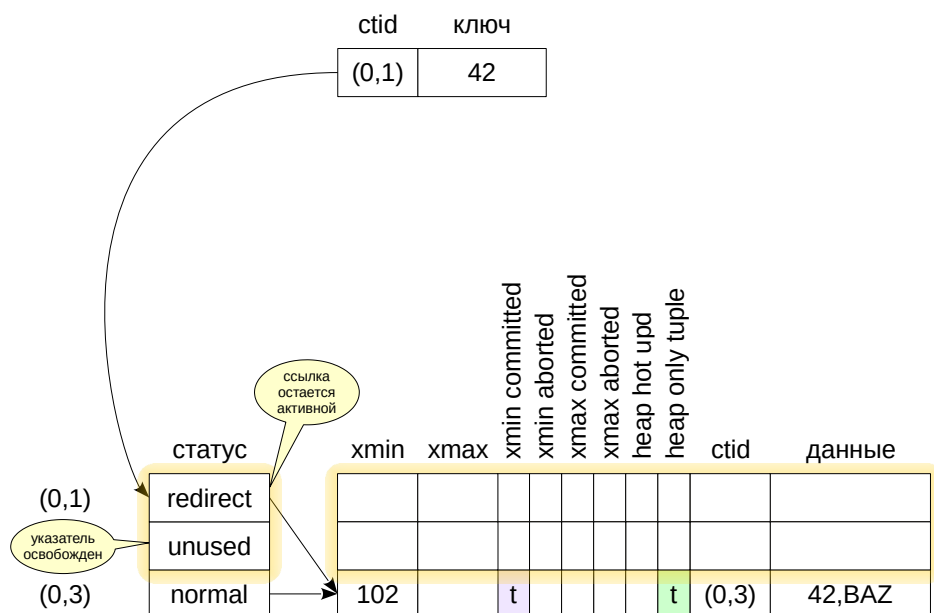 ctid ключ
(0,1) 42
ссылка
остается
активной
статус xmin xmax xmin committed xmin aborted xmax committed xmax aborted heap hot upd heap only tuple ctid данные
(0,1) redirect
указатель
освобожден
unused
(0,3) normal 102 t t (0,3) 42,BAZ